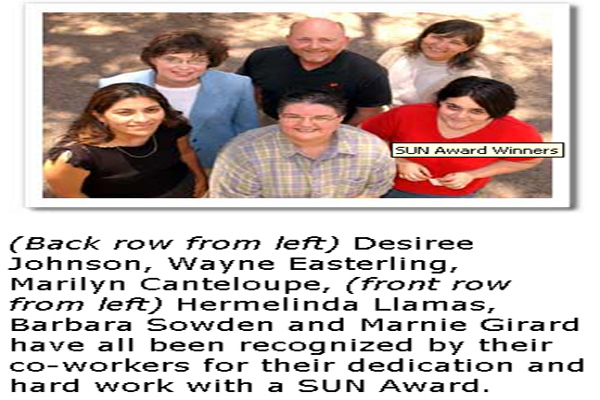 SUN Award Winners
(Back row from left) Desiree
Johnson, Wayne Easterling,
Marilyn Canteloupe, (front row
from left) Hermelinda Llamas,
Barbara Sowden and Marnie Girard
have all been recognized by their
co-workers for their dedication and
hard work with a SUN Award.